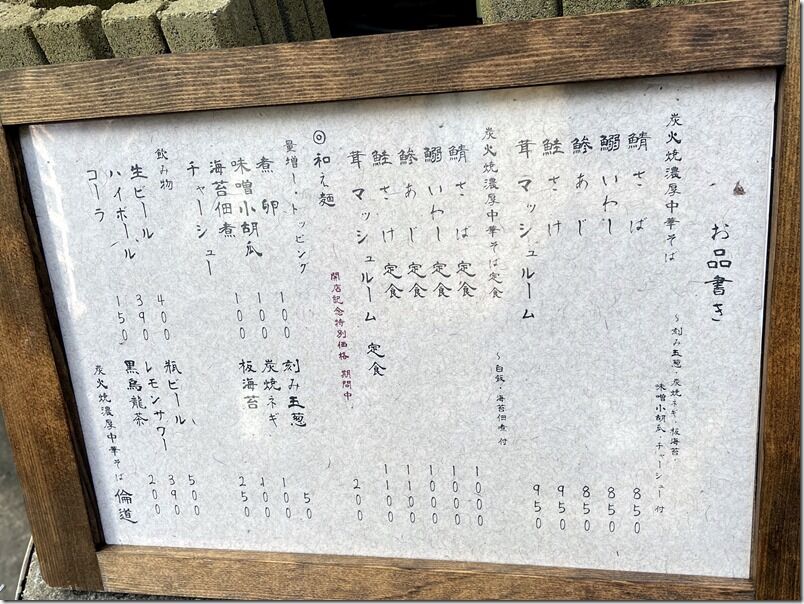 お品書き
炭火焼濃厚中華そば 〜刻み玉葱・炭焼ネギ・板海苔・
味噌小胡瓜・チャーシュー 付
鯖 さば 850
鰯 いわし 850
鯵 あじ 850
鮭 さけ 950
茸 マッシュルーム 950
炭火焼濃厚中華そば定食 〜白飯・海苔佃煮付
鯖 さば 定食 1000
鰯 いわし 定食 1000
鯵 あじ 定食 1000
鮭 さけ 定食 1100
茸 マッシュルーム 定食 1100
開店記念特別価格 期間中
◎和え麺 200
量増し・トッピング
煮卵 100 刻み玉葱 50
味噌小胡瓜 100 炭焼ネギ 100
海苔佃煮 100 板海苔 100
チャーシュー 250
飲み物
生ビール 400 瓶ビール 500
ハイボール 390 レモンサワー 390
コーラ 150 黒烏龍茶 200
炭火焼濃厚中華そば 倫道